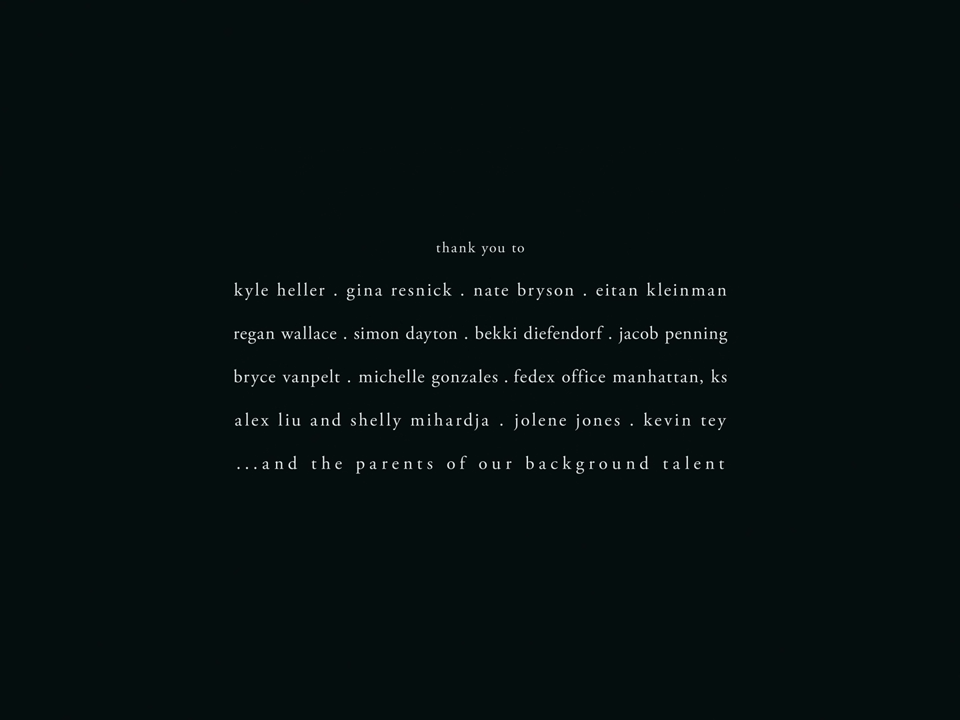 thank you to
kyle heller . gina resnick . nate bryson . eitan kleinman
regan wallace . simon dayton . bekki diefendorf . jacob penning
bryce vanpelt . michelle gonzales . fedex office manhattan, ks
alex liu and shelly mihardja . jolene jones . kevin tey
...and the parents of our background talent